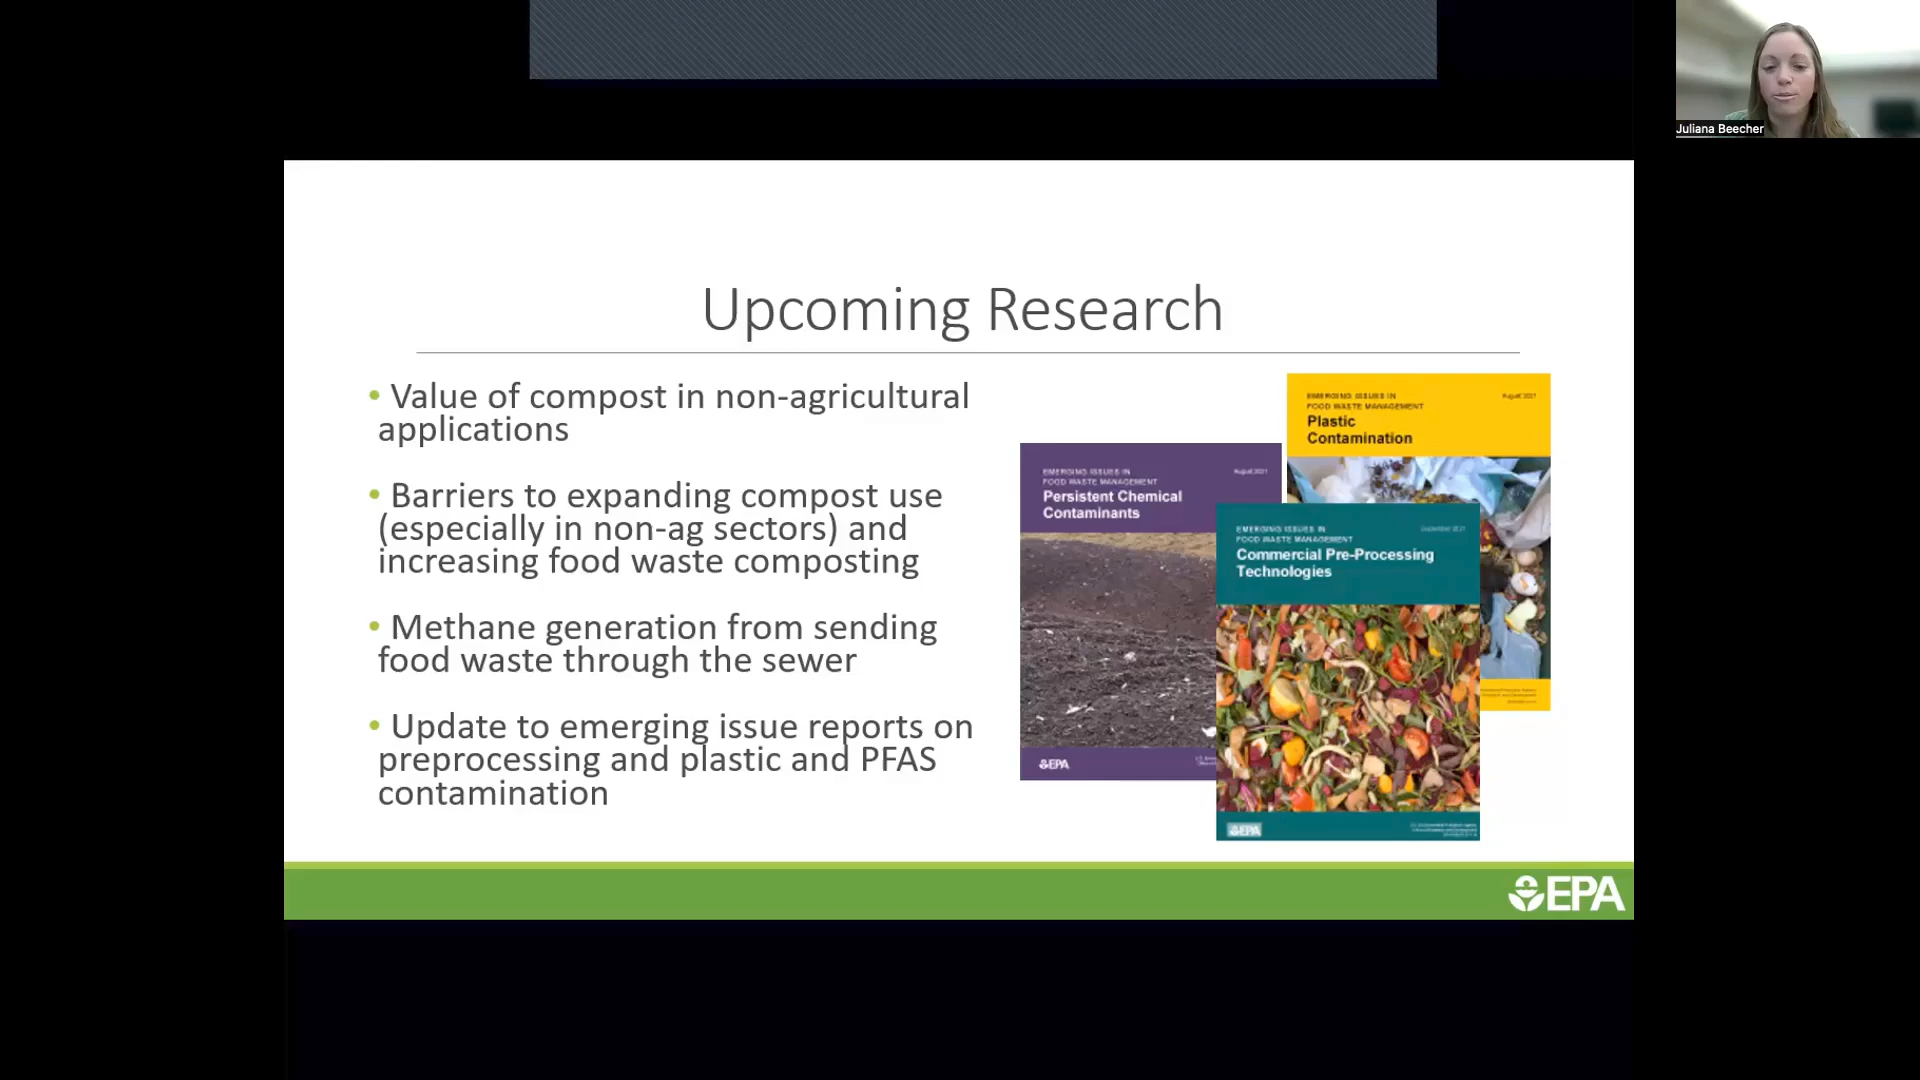 Juliana Beecher
Upcoming Research
• Value of compost in non-agricultural
applications
• Barriers to expanding compost use
(especially in non-ag sectors) and
increasing food waste composting
• Methane generation from sending
food waste through the sewer
• Update to emerging issue reports on
preprocessing and plastic and PFAS
contamination
EMERGING ISSUES IN
FOOD WASTE MANAGEMENT
Persistent Chemical
Contaminants
August 2021
EPA
EMERGING ISSUES IN
FOOD WASTE MANAGEMENT
Plastic
Contamination
August 2021
EMERGING ISSUES IN
FOOD WASTE MANAGEMENT
Commercial Pre-Processing
Technologies
September 2021
EPA
EPA